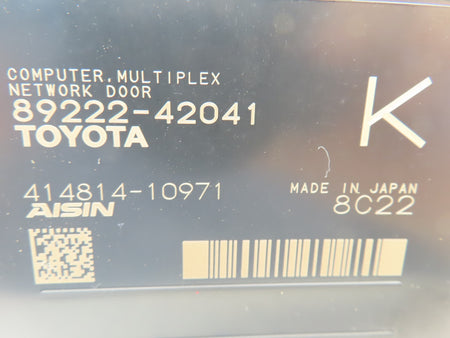 COMPUTER, MULTIPLEX
NETWORK DOOR
89222-42041
TOYOTA
K
414814-10971
AISIN
MADE IN JAPAN
8C22